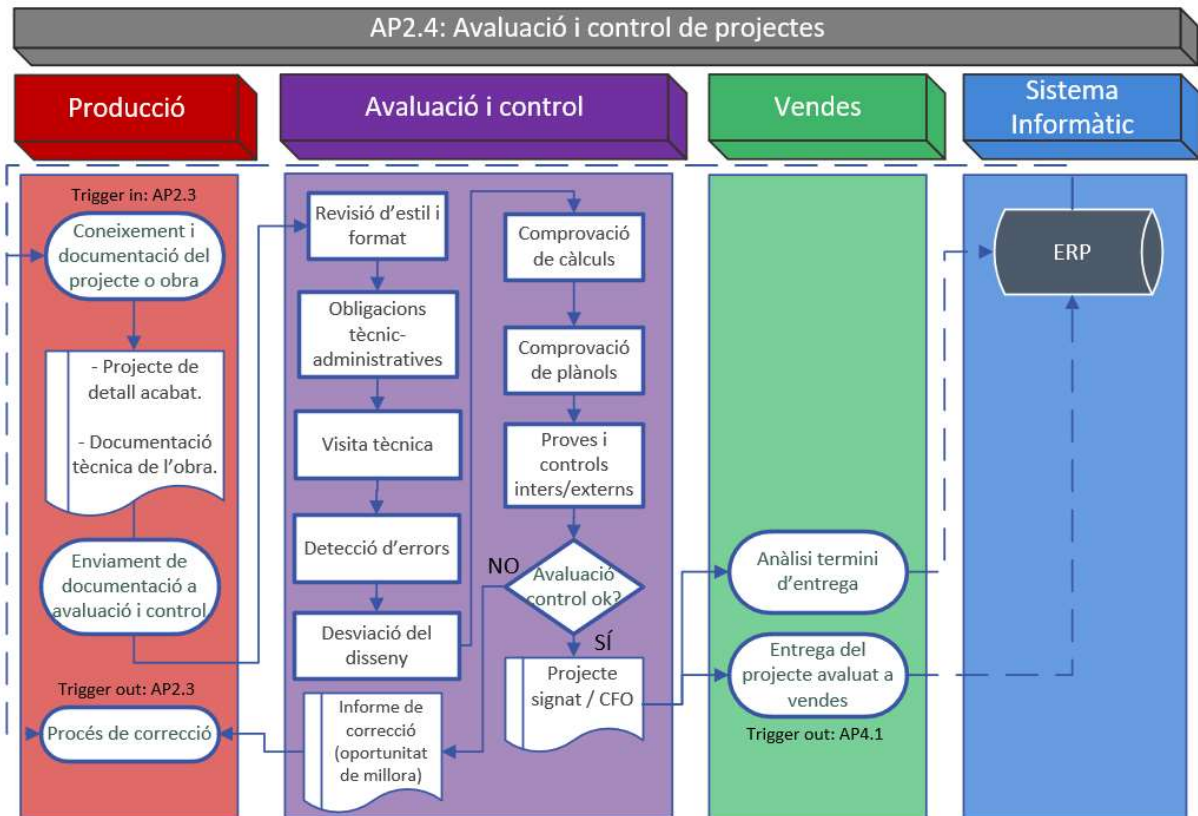 AP2.4: Avaluació i control de projectes
Producció
Avaluació i control
Vendes
Sistema
Informàtic
Trigger in: AP2.3
Coneixement i
documentació del
projecte o obra
- Projecte de
detall acabat.
- Documentació
tècnica de l'obra.
Enviament de
documentació a
avaluació i control
Trigger out: AP2.3
Procés de correcció
Revisió d'estil i
format
Obligacions
tècnic-
administratives
Visita tècnica
Detecció d'errors
Desviació del
disseny
Informe de
correcció
(oportunitat
de millora)
Comprovació
de càlculs
Comprovació
de plànols
Proves i
controls
inters/externs
NO
Avaluació
control ok?
SÍ
Projecte
signat / CFO
Anàlisi termini
d'entrega
Entrega del
projecte avaluat a
vendes
Trigger out: AP4.1
ERP